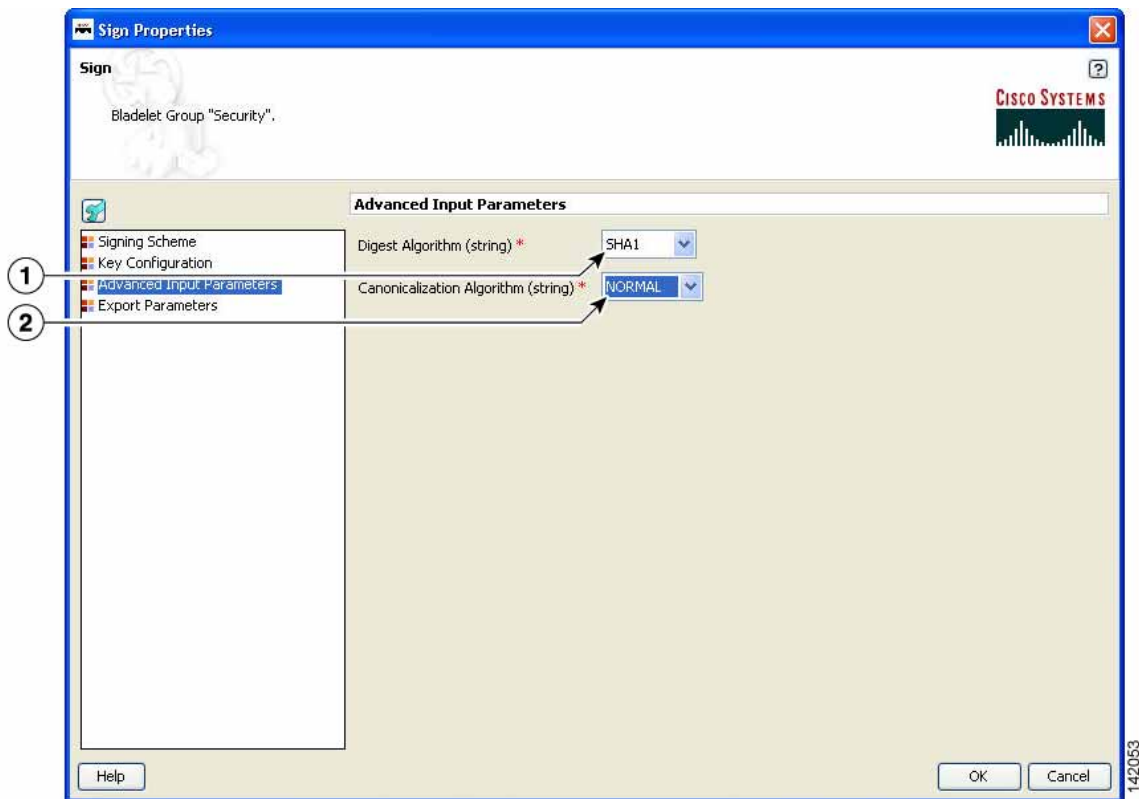 Sign Properties
Sign
?
Bladelet Group "Security".
CISCO SYSTEMS
Advanced Input Parameters
Signing Scheme
Key Configuration
Advanced Input Parameters
Export Parameters
Digest Algorithm (string) *
SHA1
Canonicalization Algorithm (string) *
NORMAL
1
2
Help
OK
Cancel
142053